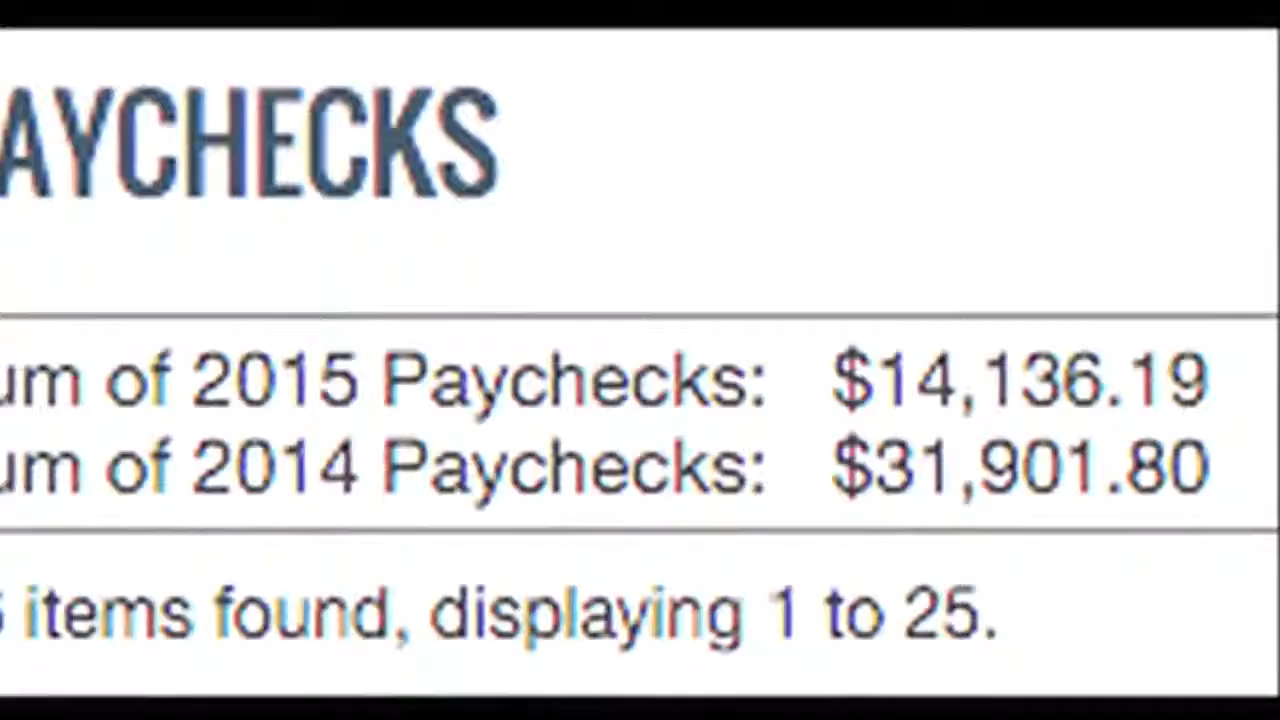 AYCHECKS
um of 2015 Paychecks: $14,136.19
um of 2014 Paychecks: $31,901.80
items found, displaying 1 to 25.